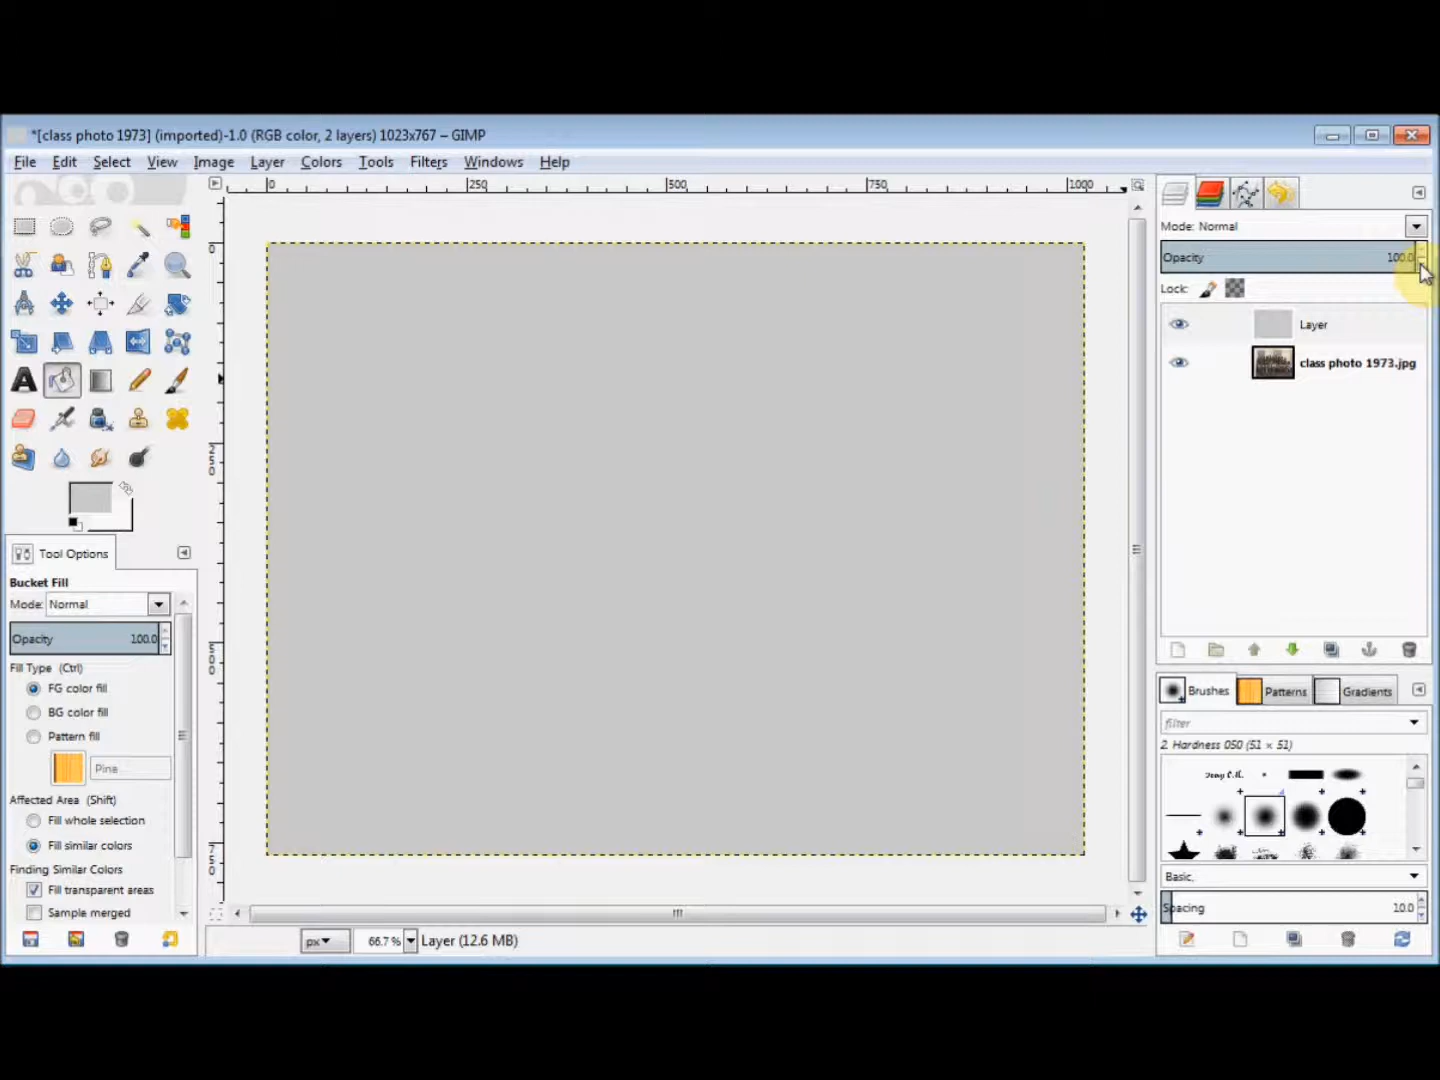 *[class photo 1973] (imported)-1.0 (RGB color, 2 layers) 1023x767 – GIMP
File Edit Select View Image Layer Colors Tools Filters Windows Help
0 250 500 750 1000
Mode: Normal
Opacity 100.0
Lock:
Layer
class photo 1973.jpg
0
250
500
750
Tool Options
Bucket Fill
Mode: Normal
Opacity 100.0
Fill Type (Ctrl)
FG color fill
BG color fill
Pattern fill
Pine
Affected Area (Shift)
Fill whole selection
Fill similar colors
Finding Similar Colors
Fill transparent areas
Sample merged
px 66.7 % Layer (12.6 MB)
Brushes Patterns Gradients
filter
2. Hardness 050 (51 × 51)
Basic,
Spacing 10.0